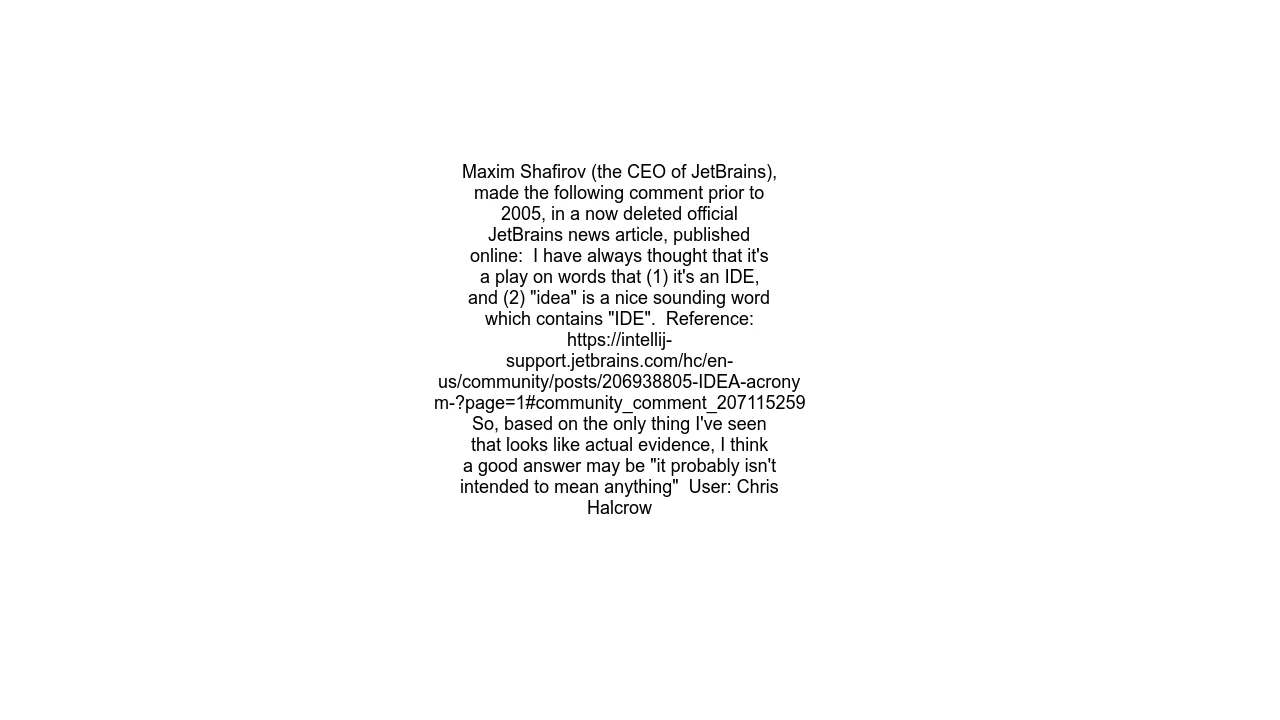 Maxim Shafirov (the CEO of JetBrains),
made the following comment prior to
2005, in a now deleted official
JetBrains news article, published
online:  I have always thought that it's
a play on words that (1) it's an IDE,
and (2) "idea" is a nice sounding word
which contains "IDE".  Reference:
https://intellij-
support.jetbrains.com/hc/en-
us/community/posts/206938805-IDEA-acrony
m-?page=1#community_comment_207115259
So, based on the only thing I've seen
that looks like actual evidence, I think
a good answer may be "it probably isn't
intended to mean anything"  User: Chris
Halcrow